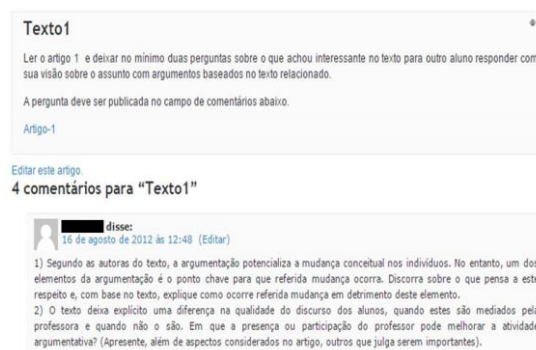 Texto1
Ler o artigo 1 e deixar no mínimo duas perguntas sobre o que achou interessante no texto para outro aluno responder com
sua visão sobre o assunto com argumentos baseados no texto relacionado.
A pergunta deve ser publicada no campo de comentários abaixo.
Artigo-1
Editar este artigo.
4 comentários para “Texto1”
disse:
16 de agosto de 2012 às 12:48 (Editar)
1) Segundo as autoras do texto, a argumentação potencializa a mudança conceitual nos indivíduos. No entanto, um dos
elementos da argumentação é o ponto chave para que referida mudança ocorra. Discorra sobre o que pensa a este
respeito e, com base no texto, explique como ocorre referida mudança em detrimento deste elemento.
2) O texto deixa explícito uma diferença na qualidade do discurso dos alunos, quando estes são mediados pela
professora e quando não o são. Em que a presença ou participação do professor pode melhorar a atividade
argumentativa? (Apresente, além de aspectos considerados no artigo, outros que julga serem importantes).